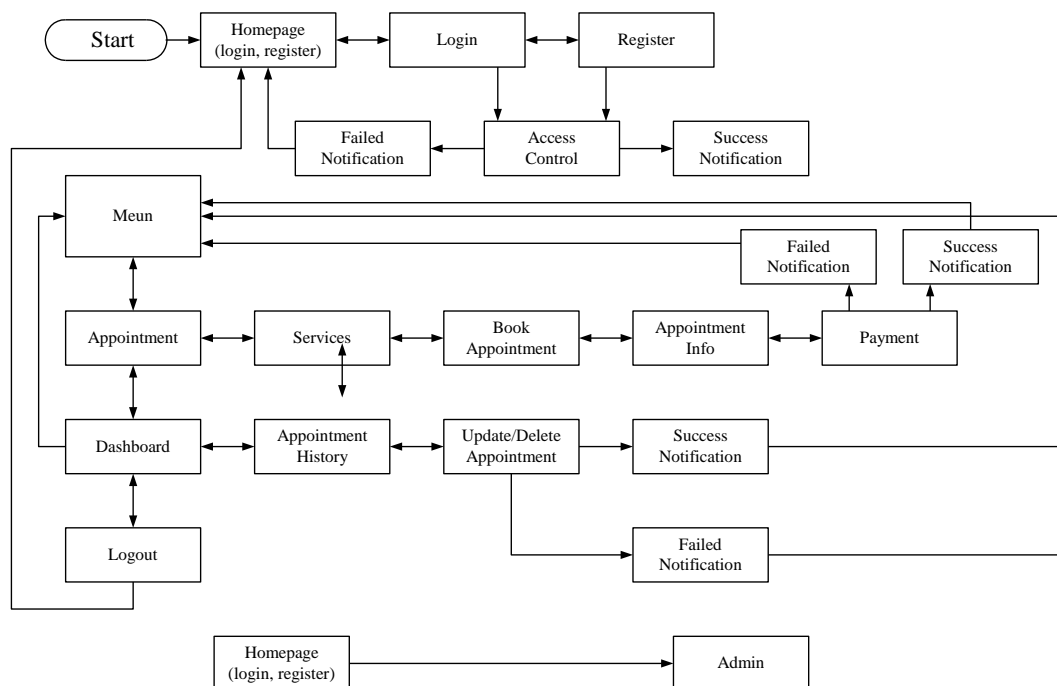 Start
Homepage
(login, register)
Login
Register
Failed
Notification
Access
Control
Success
Notification
Meun
Failed
Notification
Success
Notification
Appointment
Services
Book
Appointment
Appointment
Info
Payment
Dashboard
Appointment
History
Update/Delete
Appointment
Success
Notification
Logout
Failed
Notification
Homepage
(login, register)
Admin